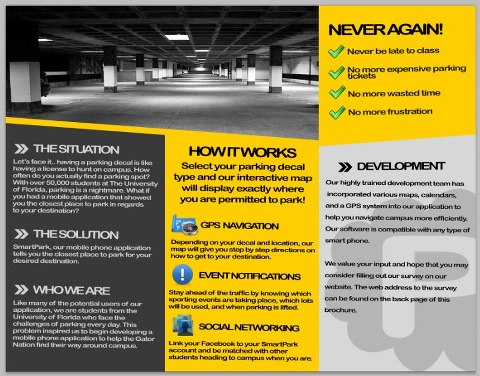 NEVER AGAIN!
Never be late to class
No more expensive parking
tickets
No more wasted time
No more frustration
THE SITUATION
Let's face it.. having a parking decal is like
having a license to hunt on campus. How
often do you actually find a parking spot?
With over 50,000 students at The University
of Florida, parking is a nightmare. What if
you had a mobile application that showed
you the closest place to park in regards
to your destination?
THE SOLUTION
SmartPark, our mobile phone application
tells you the closest place to park for your
desired destination.
WHO WE ARE
Like many of the potential users of our
application, we are students from the
University of Florida who face the
challenges of parking every day. This
problem inspired us to begin developing a
mobile phone application to help the Gator
Nation find their way around campus.
HOW IT WORKS
Select your parking decal
type and our interactive map
will display exactly where
you are permitted to park!
GPS NAVIGATION
Depending on your decal and location, our
map will give you step by step directions on
how to get to your destination.
EVENT NOTIFICATIONS
Stay ahead of the traffic by knowing which
sporting events are taking place, which lots
will be used, and when parking is lifted.
SOCIAL NETWORKING
Link your Facebook to your SmartPark
account and be matched with other
students heading to campus when you are.
DEVELOPMENT
Our highly trained development team has
incorporated various maps, calendars,
and a GPS system into our application to
help you navigate campus more efficiently.
Our software is compatible with any type of
smart phone.
We value your input and hope that you may
consider filling out our survey on our
website. The web address to the survey
can be found on the back page of this
brochure.